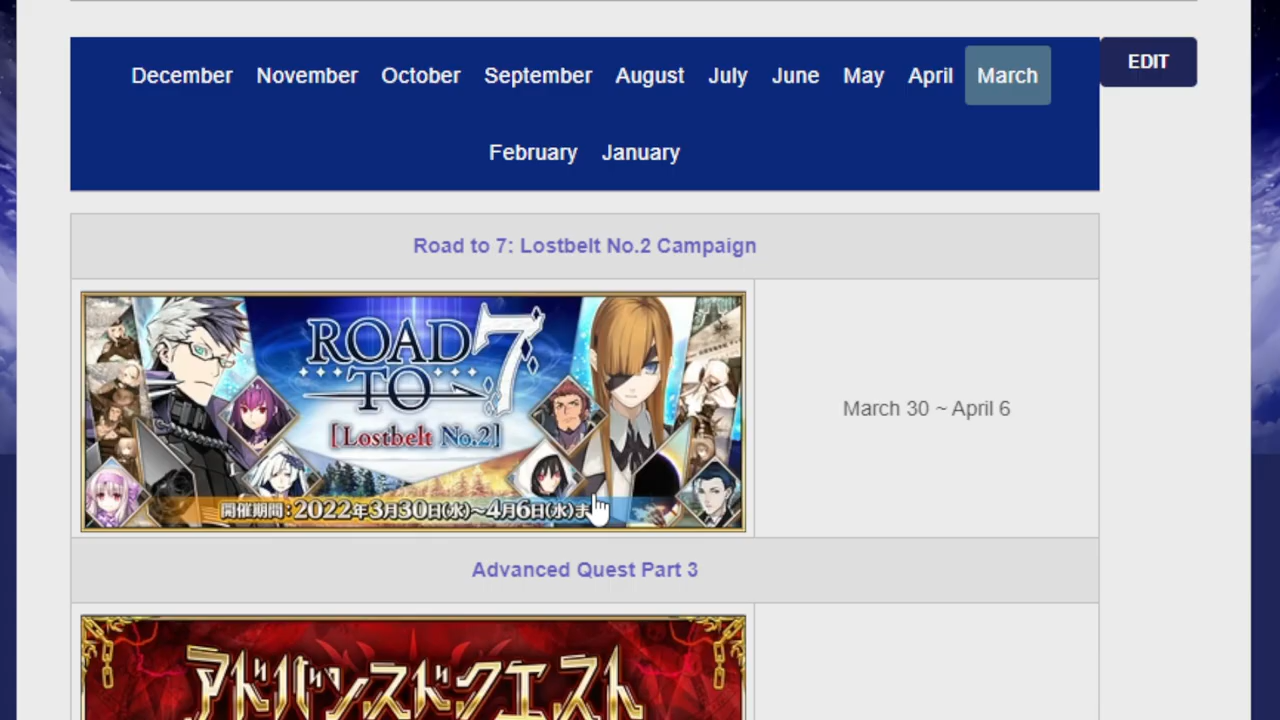 December November October September August July June May April March
EDIT
February January
Road to 7: Lostbelt No.2 Campaign
ROAD
TO 7
[Lostbelt No.2]
開催期間:2022年3月30日(水)~4月6日(水)ま
March 30 ~ April 6
Advanced Quest Part 3
アドバンスドクエスト